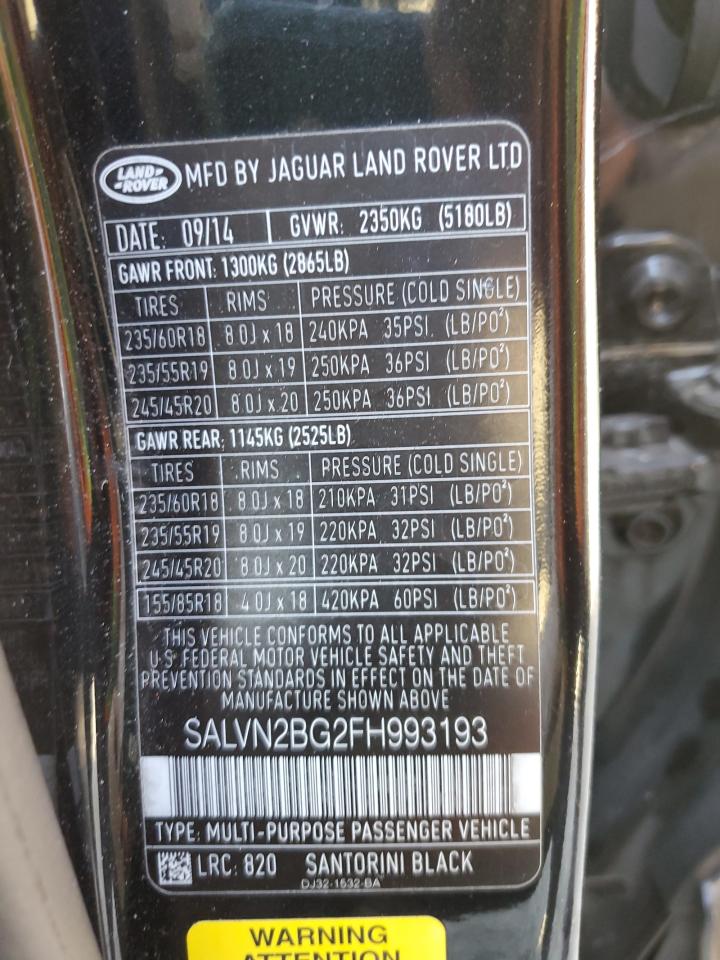 LAND-
-ROVER
MFD BY JAGUAR LAND ROVER LTD
DATE: 09/14 GVWR: 2350KG (5180LB)
GAWR FRONT: 1300KG (2865LB)
TIRES RIMS PRESSURE (COLD SINGLE)
235/60R18 8.0J x 18 240KPA 35PSI (LB/PO²)
235/55R19 8.0J x 19 250KPA 36PSI (LB/PO²)
245/45R20 8.0J x 20 250KPA 36PSI (LB/PO²)
GAWR REAR: 1145KG (2525LB)
TIRES RIMS PRESSURE (COLD SINGLE)
235/60R18 8.0J x 18 210KPA 31PSI (LB/PO²)
235/55R19 8.0J x 19 220KPA 32PSI (LB/PO²)
245/45R20 8.0J x 20 220KPA 32PSI (LB/PO²)
155/85R18 4.0J x 18 420KPA 60PSI (LB/PO²)
THIS VEHICLE CONFORMS TO ALL APPLICABLE
U.S. FEDERAL MOTOR VEHICLE SAFETY AND THEFT
PREVENTION STANDARDS IN EFFECT ON THE DATE OF
MANUFACTURE SHOWN ABOVE
SALVN2BG2FH993193
TYPE: MULTI-PURPOSE PASSENGER VEHICLE
LRC: 820 SANTORINI BLACK
DJ32-1532-BA
WARNING
ATTENTION